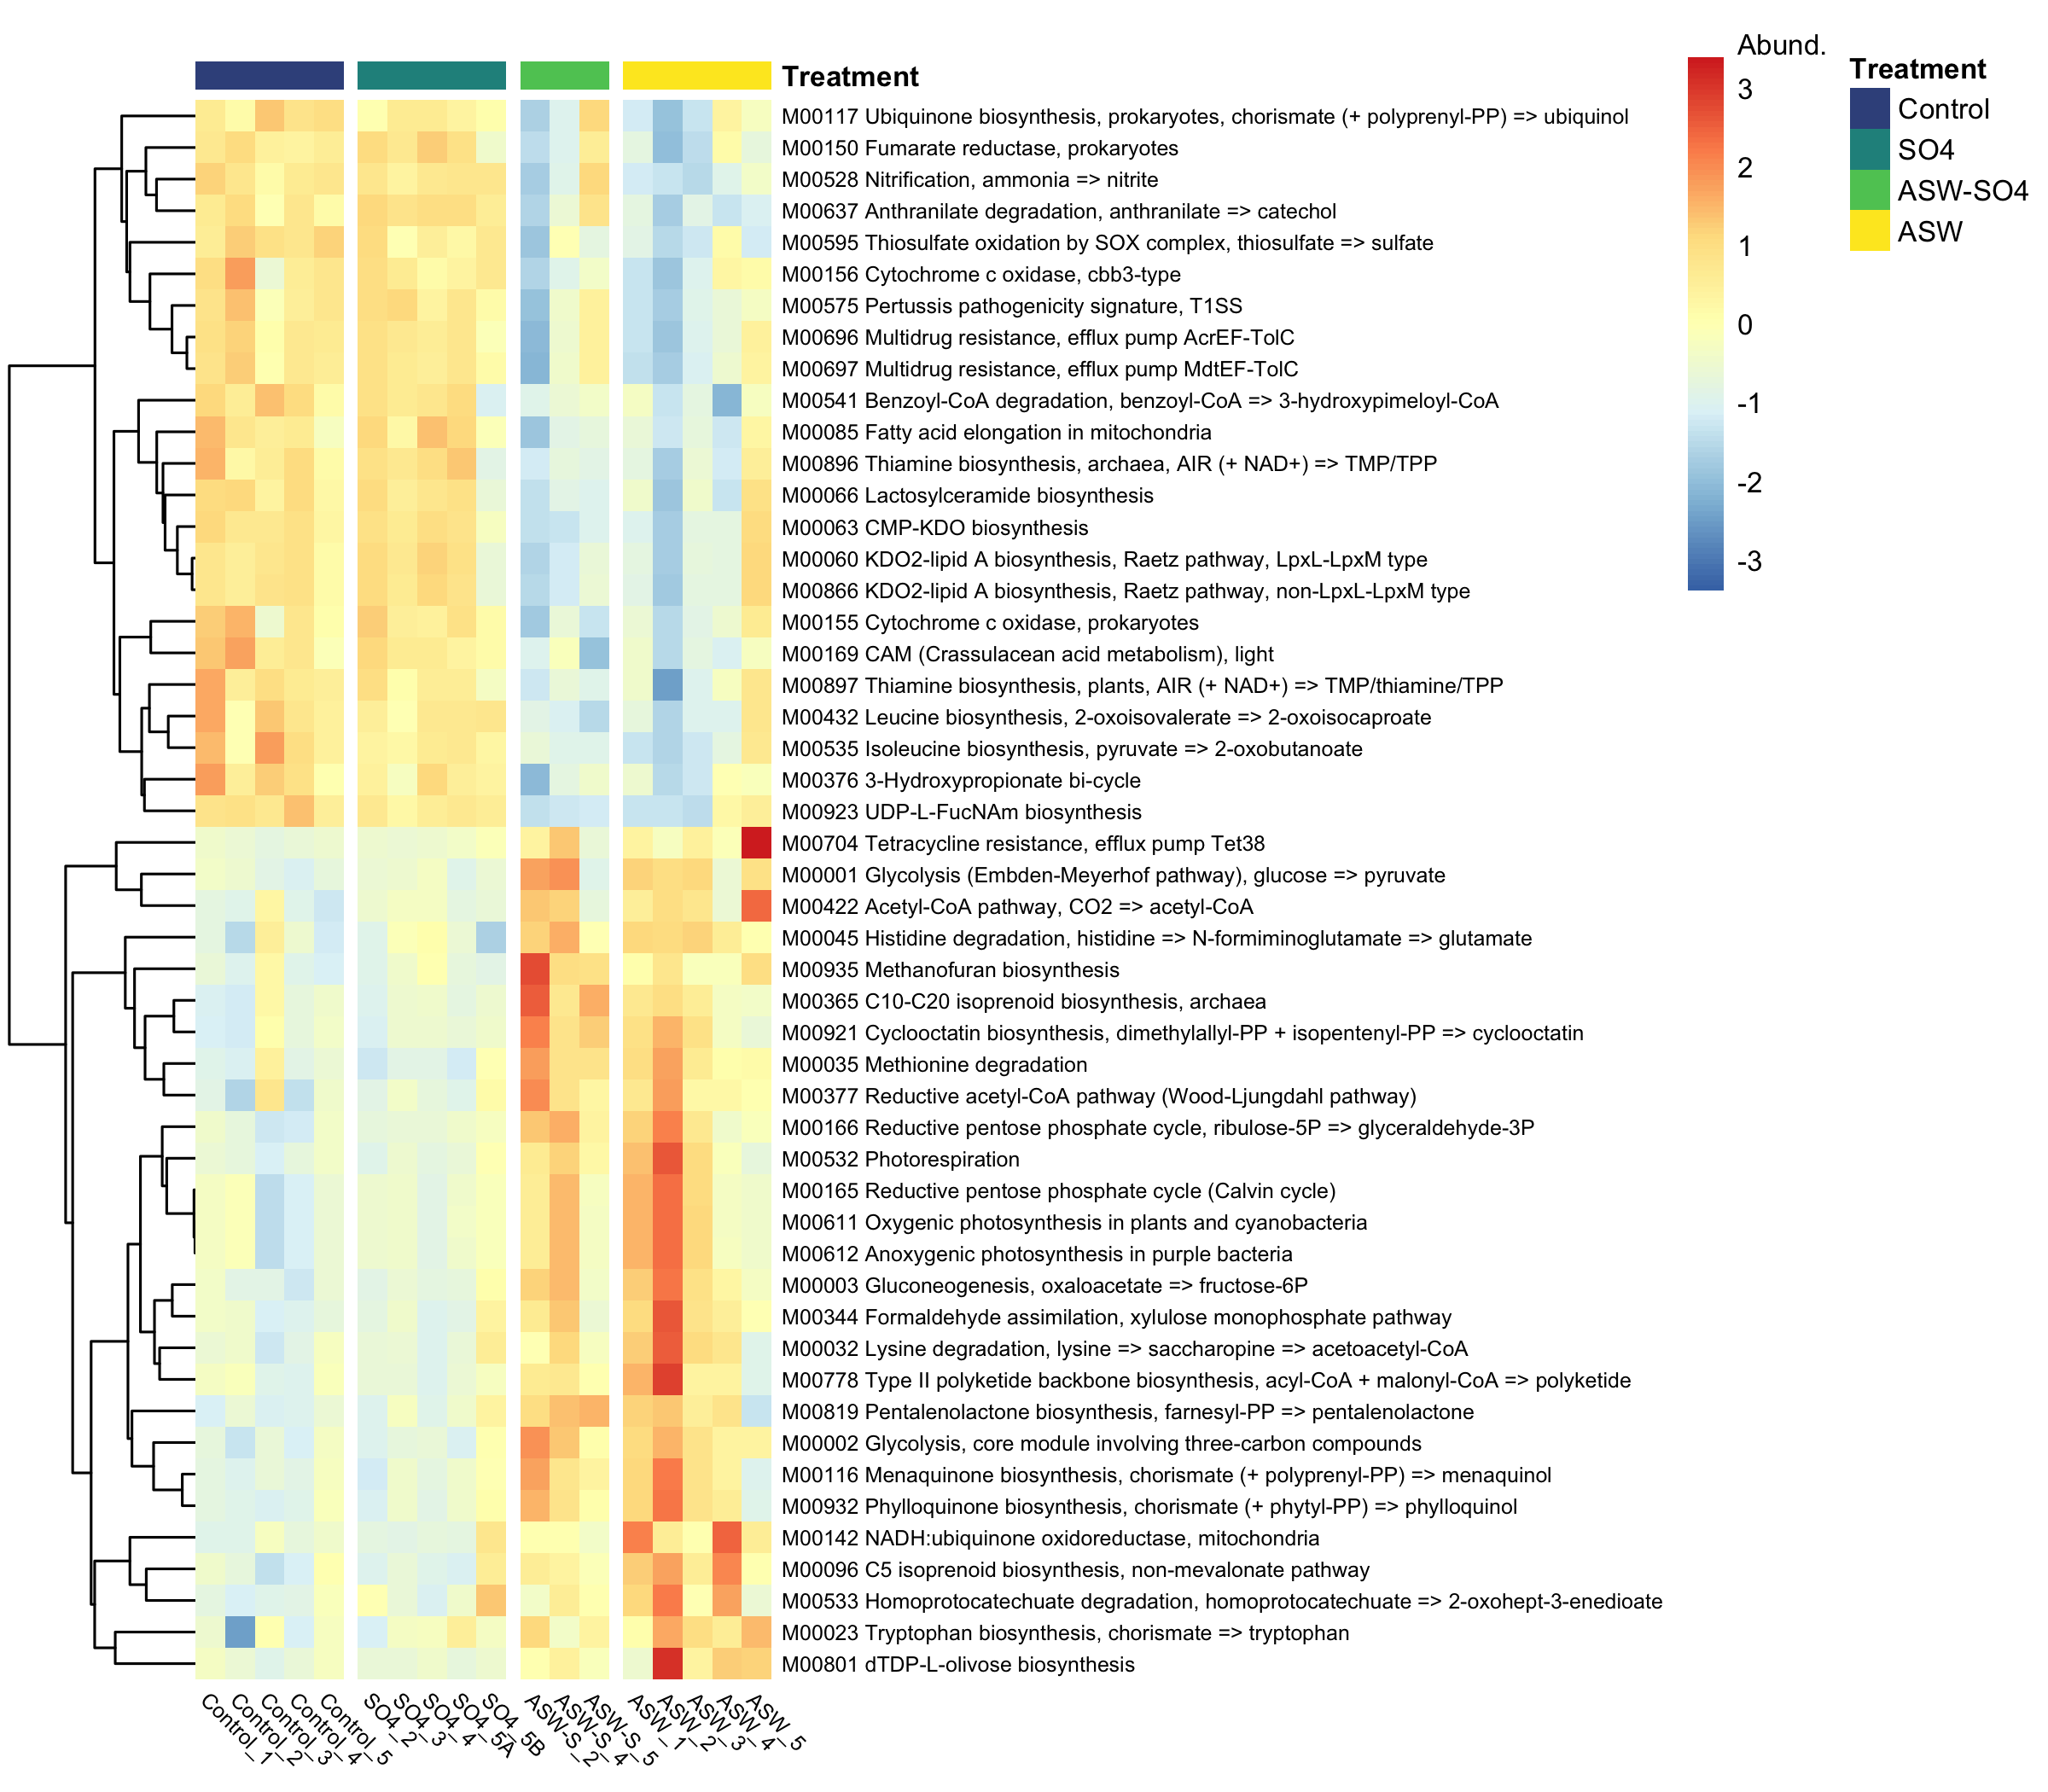 Treatment
M00117 Ubiquinone biosynthesis, prokaryotes, chorismate (+ polyprenyl-PP) => ubiquinol
M00150 Fumarate reductase, prokaryotes
M00528 Nitrification, ammonia => nitrite
M00637 Anthranilate degradation, anthranilate => catechol
M00595 Thiosulfate oxidation by SOX complex, thiosulfate => sulfate
M00156 Cytochrome c oxidase, cbb3-type
M00575 Pertussis pathogenicity signature, T1SS
M00696 Multidrug resistance, efflux pump AcrEF-TolC
M00697 Multidrug resistance, efflux pump MdtEF-TolC
M00541 Benzoyl-CoA degradation, benzoyl-CoA => 3-hydroxypimeloyl-CoA
M00085 Fatty acid elongation in mitochondria
M00896 Thiamine biosynthesis, archaea, AIR (+ NAD+) => TMP/TPP
M00066 Lactosylceramide biosynthesis
M00063 CMP-KDO biosynthesis
M00060 KDO2-lipid A biosynthesis, Raetz pathway, LpxL-LpxM type
M00866 KDO2-lipid A biosynthesis, Raetz pathway, non-LpxL-LpxM type
M00155 Cytochrome c oxidase, prokaryotes
M00169 CAM (Crassulacean acid metabolism), light
M00897 Thiamine biosynthesis, plants, AIR (+ NAD+) => TMP/thiamine/TPP
M00432 Leucine biosynthesis, 2-oxoisovalerate => 2-oxoisocaproate
M00535 Isoleucine biosynthesis, pyruvate => 2-oxobutanoate
M00376 3-Hydroxypropionate bi-cycle
M00923 UDP-L-FucNAm biosynthesis
M00704 Tetracycline resistance, efflux pump Tet38
M00001 Glycolysis (Embden-Meyerhof pathway), glucose => pyruvate
M00422 Acetyl-CoA pathway, CO2 => acetyl-CoA
M00045 Histidine degradation, histidine => N-formiminoglutamate => glutamate
M00935 Methanofuran biosynthesis
M00365 C10-C20 isoprenoid biosynthesis, archaea
M00921 Cyclooctatin biosynthesis, dimethylallyl-PP + isopentenyl-PP => cyclooctatin
M00035 Methionine degradation
M00377 Reductive acetyl-CoA pathway (Wood-Ljungdahl pathway)
M00166 Reductive pentose phosphate cycle, ribulose-5P => glyceraldehyde-3P
M00532 Photorespiration
M00165 Reductive pentose phosphate cycle (Calvin cycle)
M00611 Oxygenic photosynthesis in plants and cyanobacteria
M00612 Anoxygenic photosynthesis in purple bacteria
M00003 Gluconeogenesis, oxaloacetate => fructose-6P
M00344 Formaldehyde assimilation, xylulose monophosphate pathway
M00032 Lysine degradation, lysine => saccharopine => acetoacetyl-CoA
M00778 Type II polyketide backbone biosynthesis, acyl-CoA + malonyl-CoA => polyketide
M00819 Pentalenolactone biosynthesis, farnesyl-PP => pentalenolactone
M00002 Glycolysis, core module involving three-carbon compounds
M00116 Menaquinone biosynthesis, chorismate (+ polyprenyl-PP) => menaquinol
M00932 Phylloquinone biosynthesis, chorismate (+ phytyl-PP) => phylloquinol
M00142 NADH:ubiquinone oxidoreductase, mitochondria
M00096 C5 isoprenoid biosynthesis, non-mevalonate pathway
M00533 Homoprotocatechuate degradation, homoprotocatechuate => 2-oxohept-3-enedioate
M00023 Tryptophan biosynthesis, chorismate => tryptophan
M00801 dTDP-L-olivose biosynthesis
Control_1
Control_2
Control_3
Control_4
Control_5
SO4_2
SO4_3
SO4_4
SO4_5A
SO4_5B
ASW-S_2
ASW-S_4
ASW-S_5
ASW_1
ASW_2
ASW_3
ASW_4
ASW_5
Abund.
3
2
1
0
-1
-2
-3
Treatment
Control
SO4
ASW-SO4
ASW